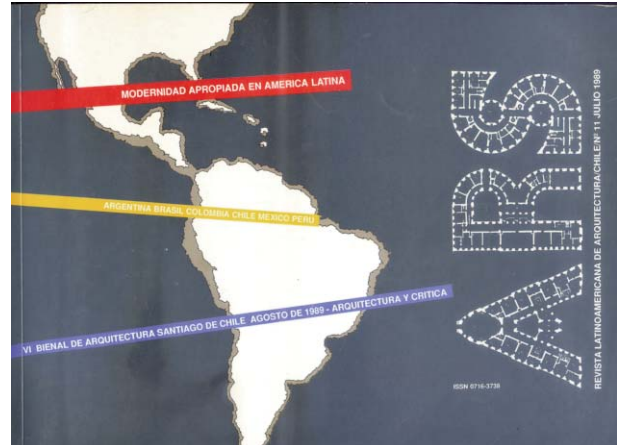 MODERNIDAD APROPIADA EN AMERICA LATINA
ARGENTINA BRASIL COLOMBIA CHILE MEXICO PERU
VI BIENAL DE ARQUITECTURA SANTIAGO DE CHILE AGOSTO DE 1989 - ARQUITECTURA Y CRITICA
ARS
REVISTA LATINOAMERICANA DE ARQUITECTURA/CHILE/Nº 11 JULIO 1989
ISSN 0716-3738